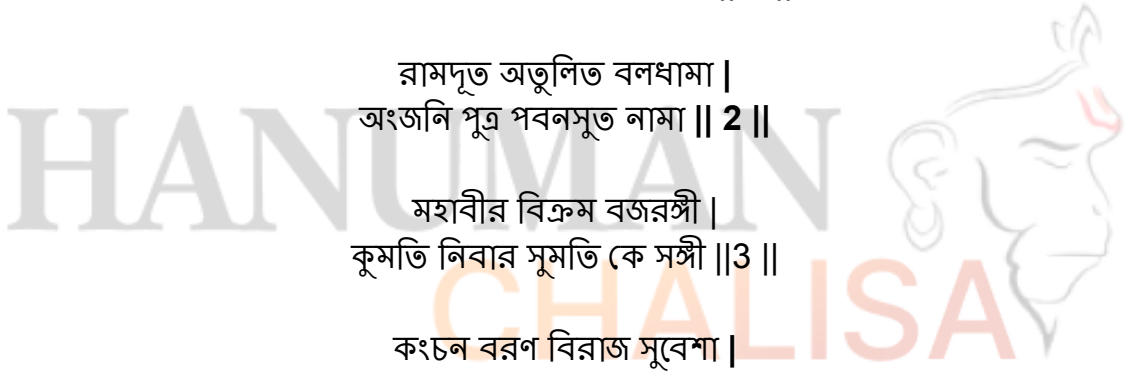 রামদূত অতুলিত বলধামা |
অংজনি পুত্র পবনসুত নামা || 2 ||
মহাবীর বিক্রম বজরঙ্গী |
কুমতি নিবার সুমতি কে সঙ্গী ||3 ||
কংচন বরণ বিরাজ সুবেশা |
HANUMAN
CHALISA